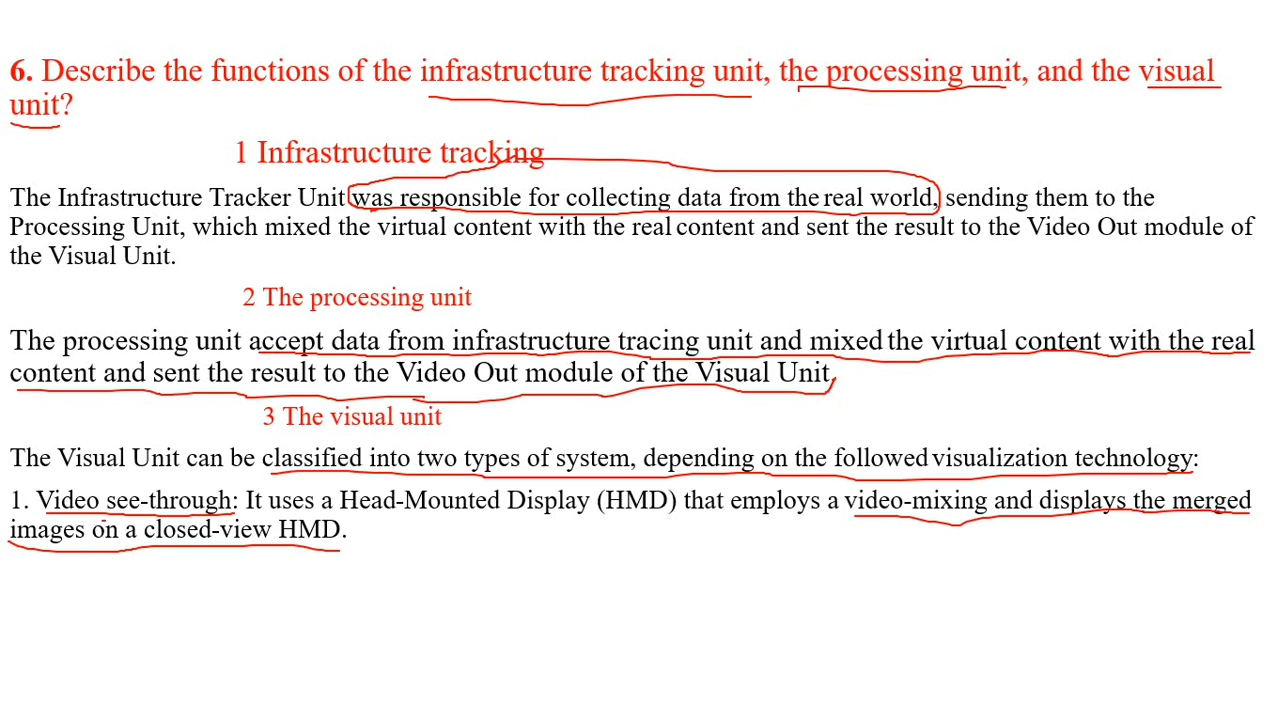 6. Describe the functions of the infrastructure tracking unit, the processing unit, and the visual
unit?
1 Infrastructure tracking
The Infrastructure Tracker Unit was responsible for collecting data from the real world, sending them to the
Processing Unit, which mixed the virtual content with the real content and sent the result to the Video Out module of
the Visual Unit.
2 The processing unit
The processing unit accept data from infrastructure tracing unit and mixed the virtual content with the real
content and sent the result to the Video Out module of the Visual Unit,
3 The visual unit
The Visual Unit can be classified into two types of system, depending on the followed visualization technology:
1. Video see-through: It uses a Head-Mounted Display (HMD) that employs a video-mixing and displays the merged
images on a closed-view HMD.